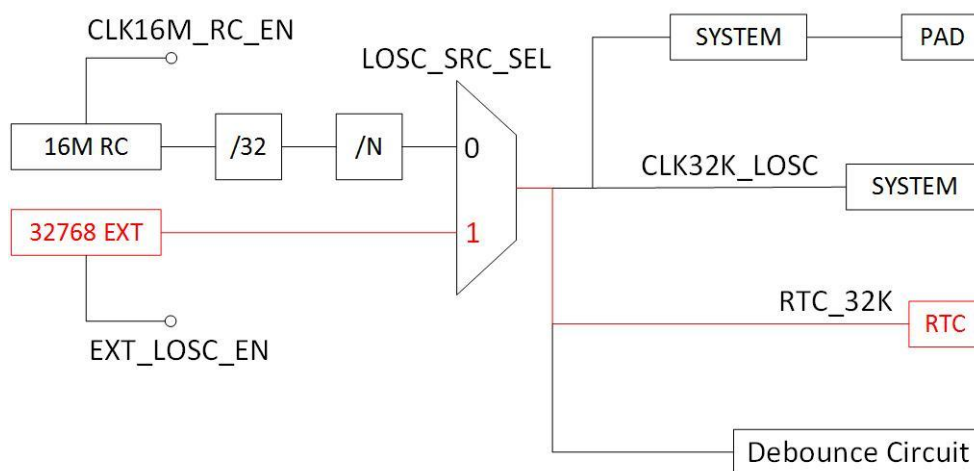 CLK16M_RC_EN
LOSC_SRC_SEL
SYSTEM
PAD
16M RC
/32
/N
0
CLK32K_LOSC
SYSTEM
32768 EXT
1
RTC_32K
RTC
EXT_LOSC_EN
Debounce Circuit